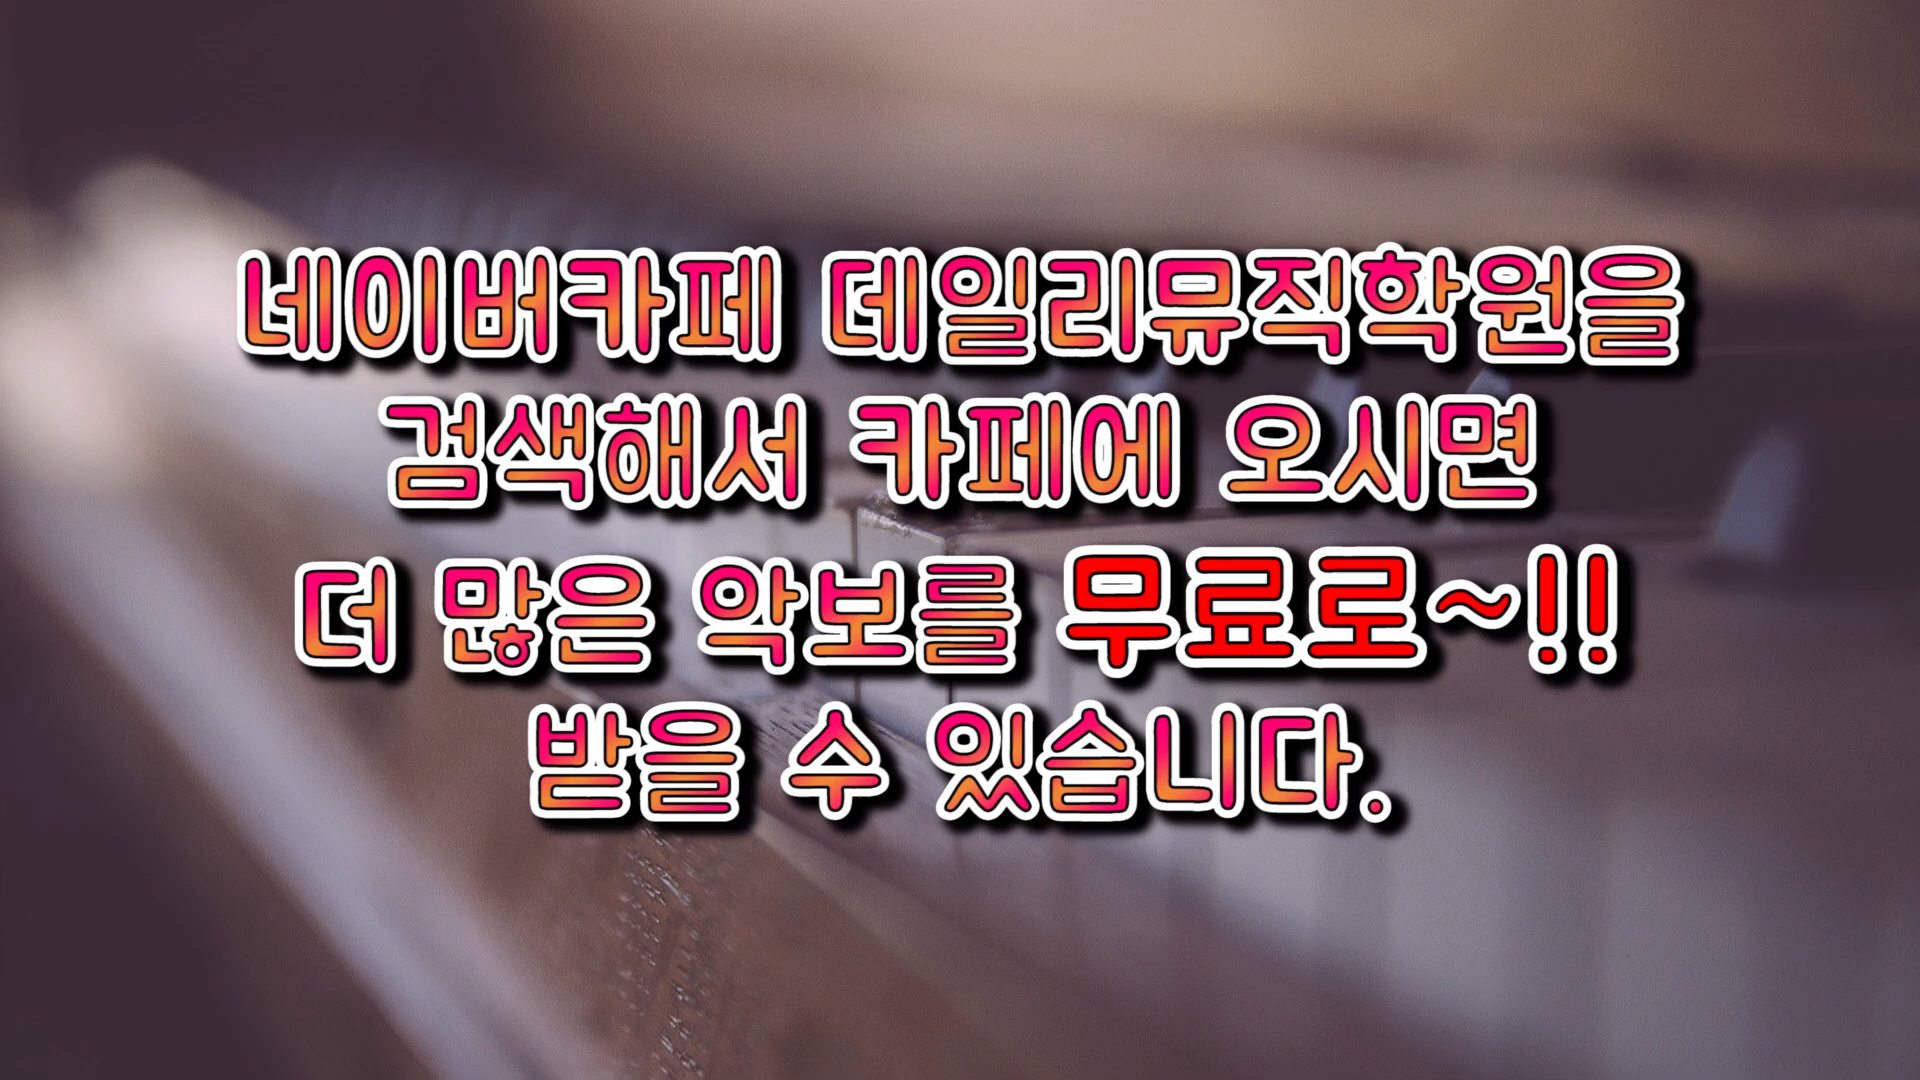 네이버카페 데일리뮤직학원을
검색해서 카페에 오시면
더 많은 악보를 무료로~!!
받을 수 있습니다.